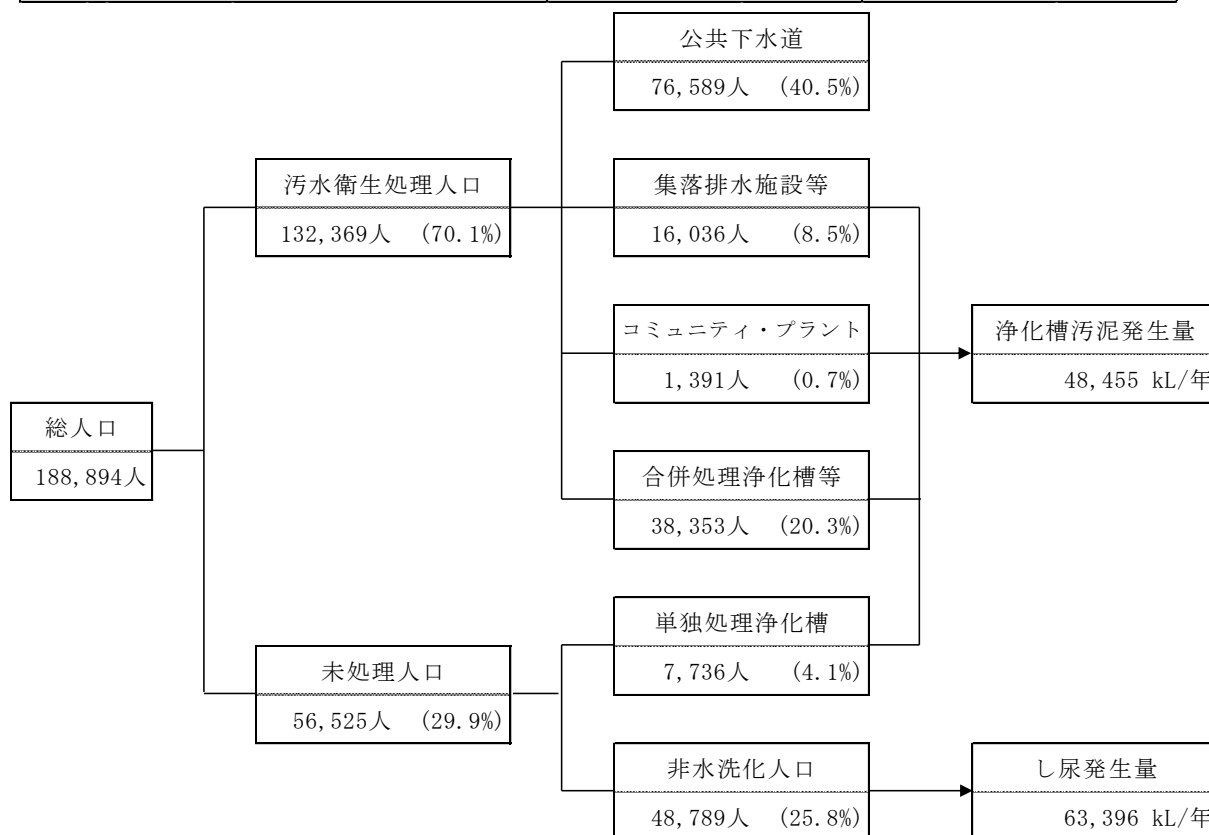 公共下水道
76,589人 (40.5%)
汚水衛生処理人口
132,369人 (70.1%)
集落排水施設等
16,036人 (8.5%)
コミュニティ・プラント
1,391人 (0.7%)
浄化槽汚泥発生量
48,455 kL/年
総人口
188,894人
合併処理浄化槽等
38,353人 (20.3%)
単独処理浄化槽
7,736人 (4.1%)
未処理人口
56,525人 (29.9%)
非水洗化人口
48,789人 (25.8%)
し尿発生量
63,396 kL/年